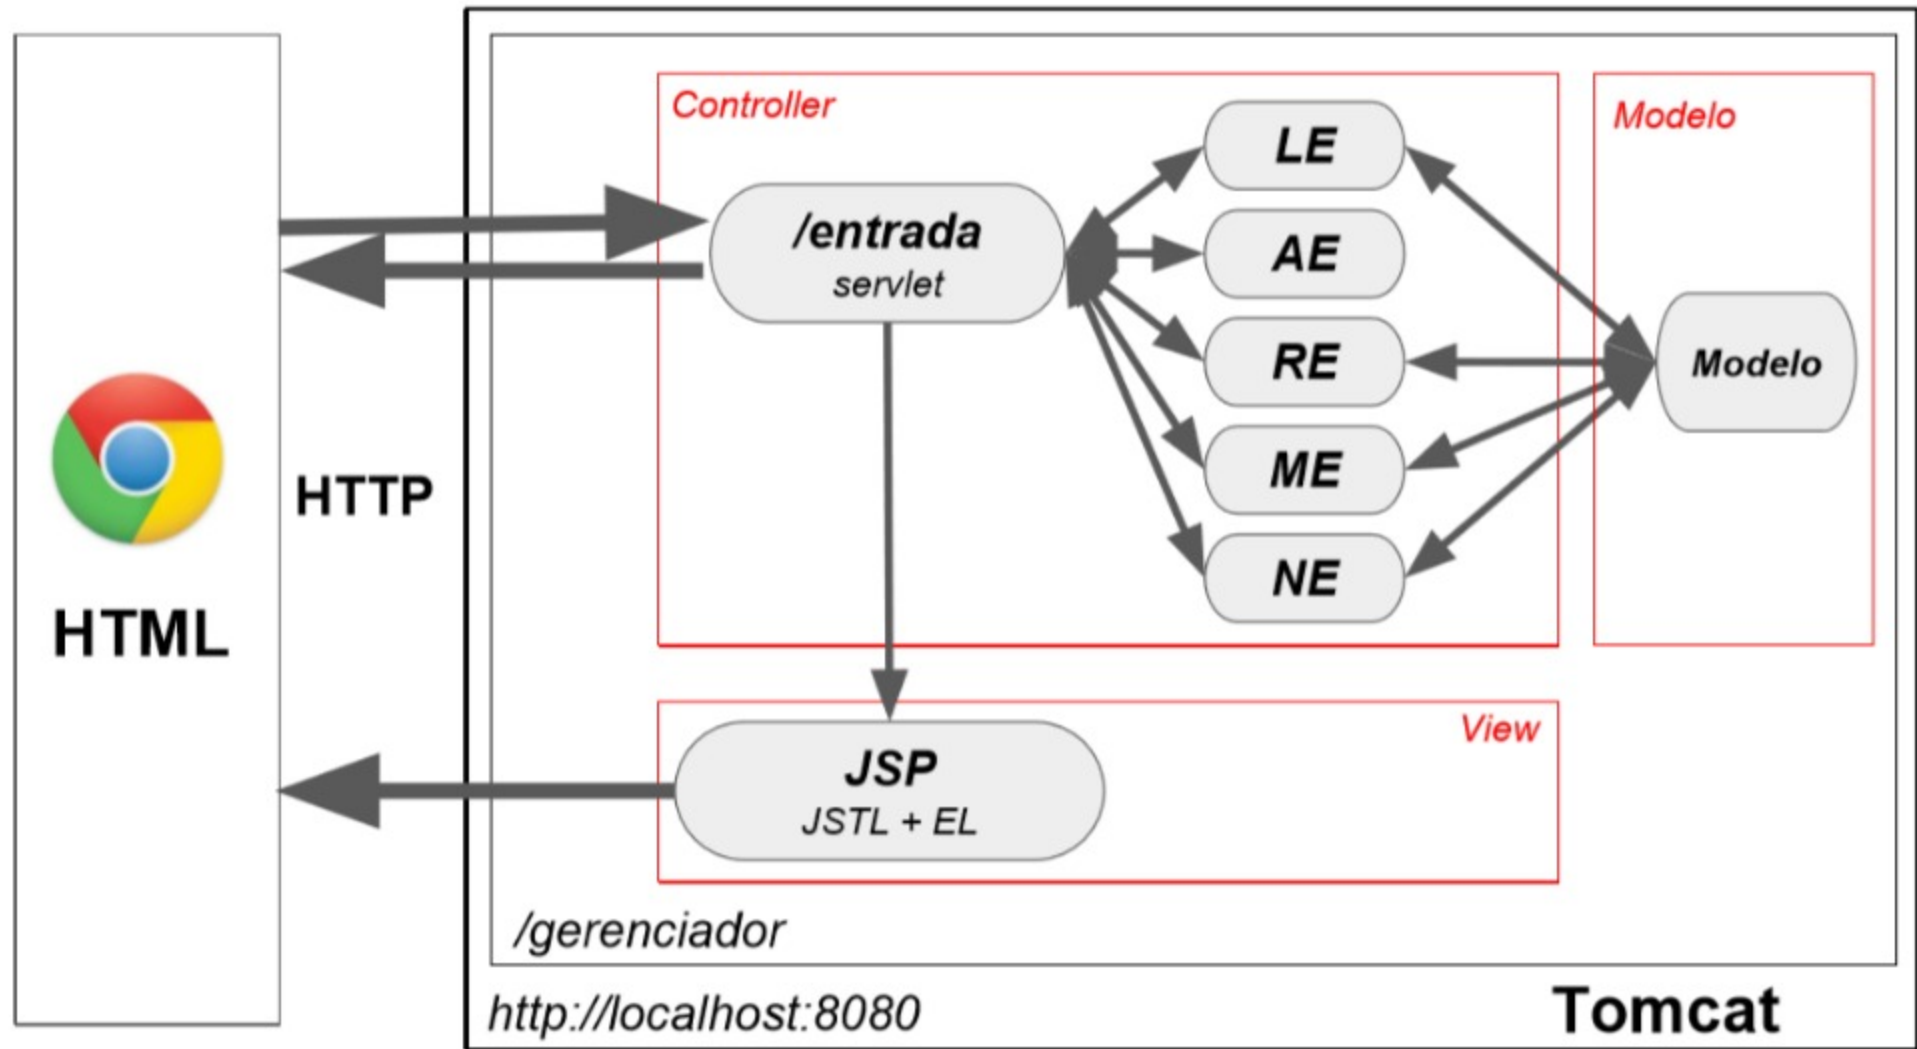 HTML
HTTP
Controller
/entrada
servlet
LE
AE
RE
ME
NE
Modelo
Modelo
View
JSP
JSTL + EL
/gerenciador
http://localhost:8080
Tomcat